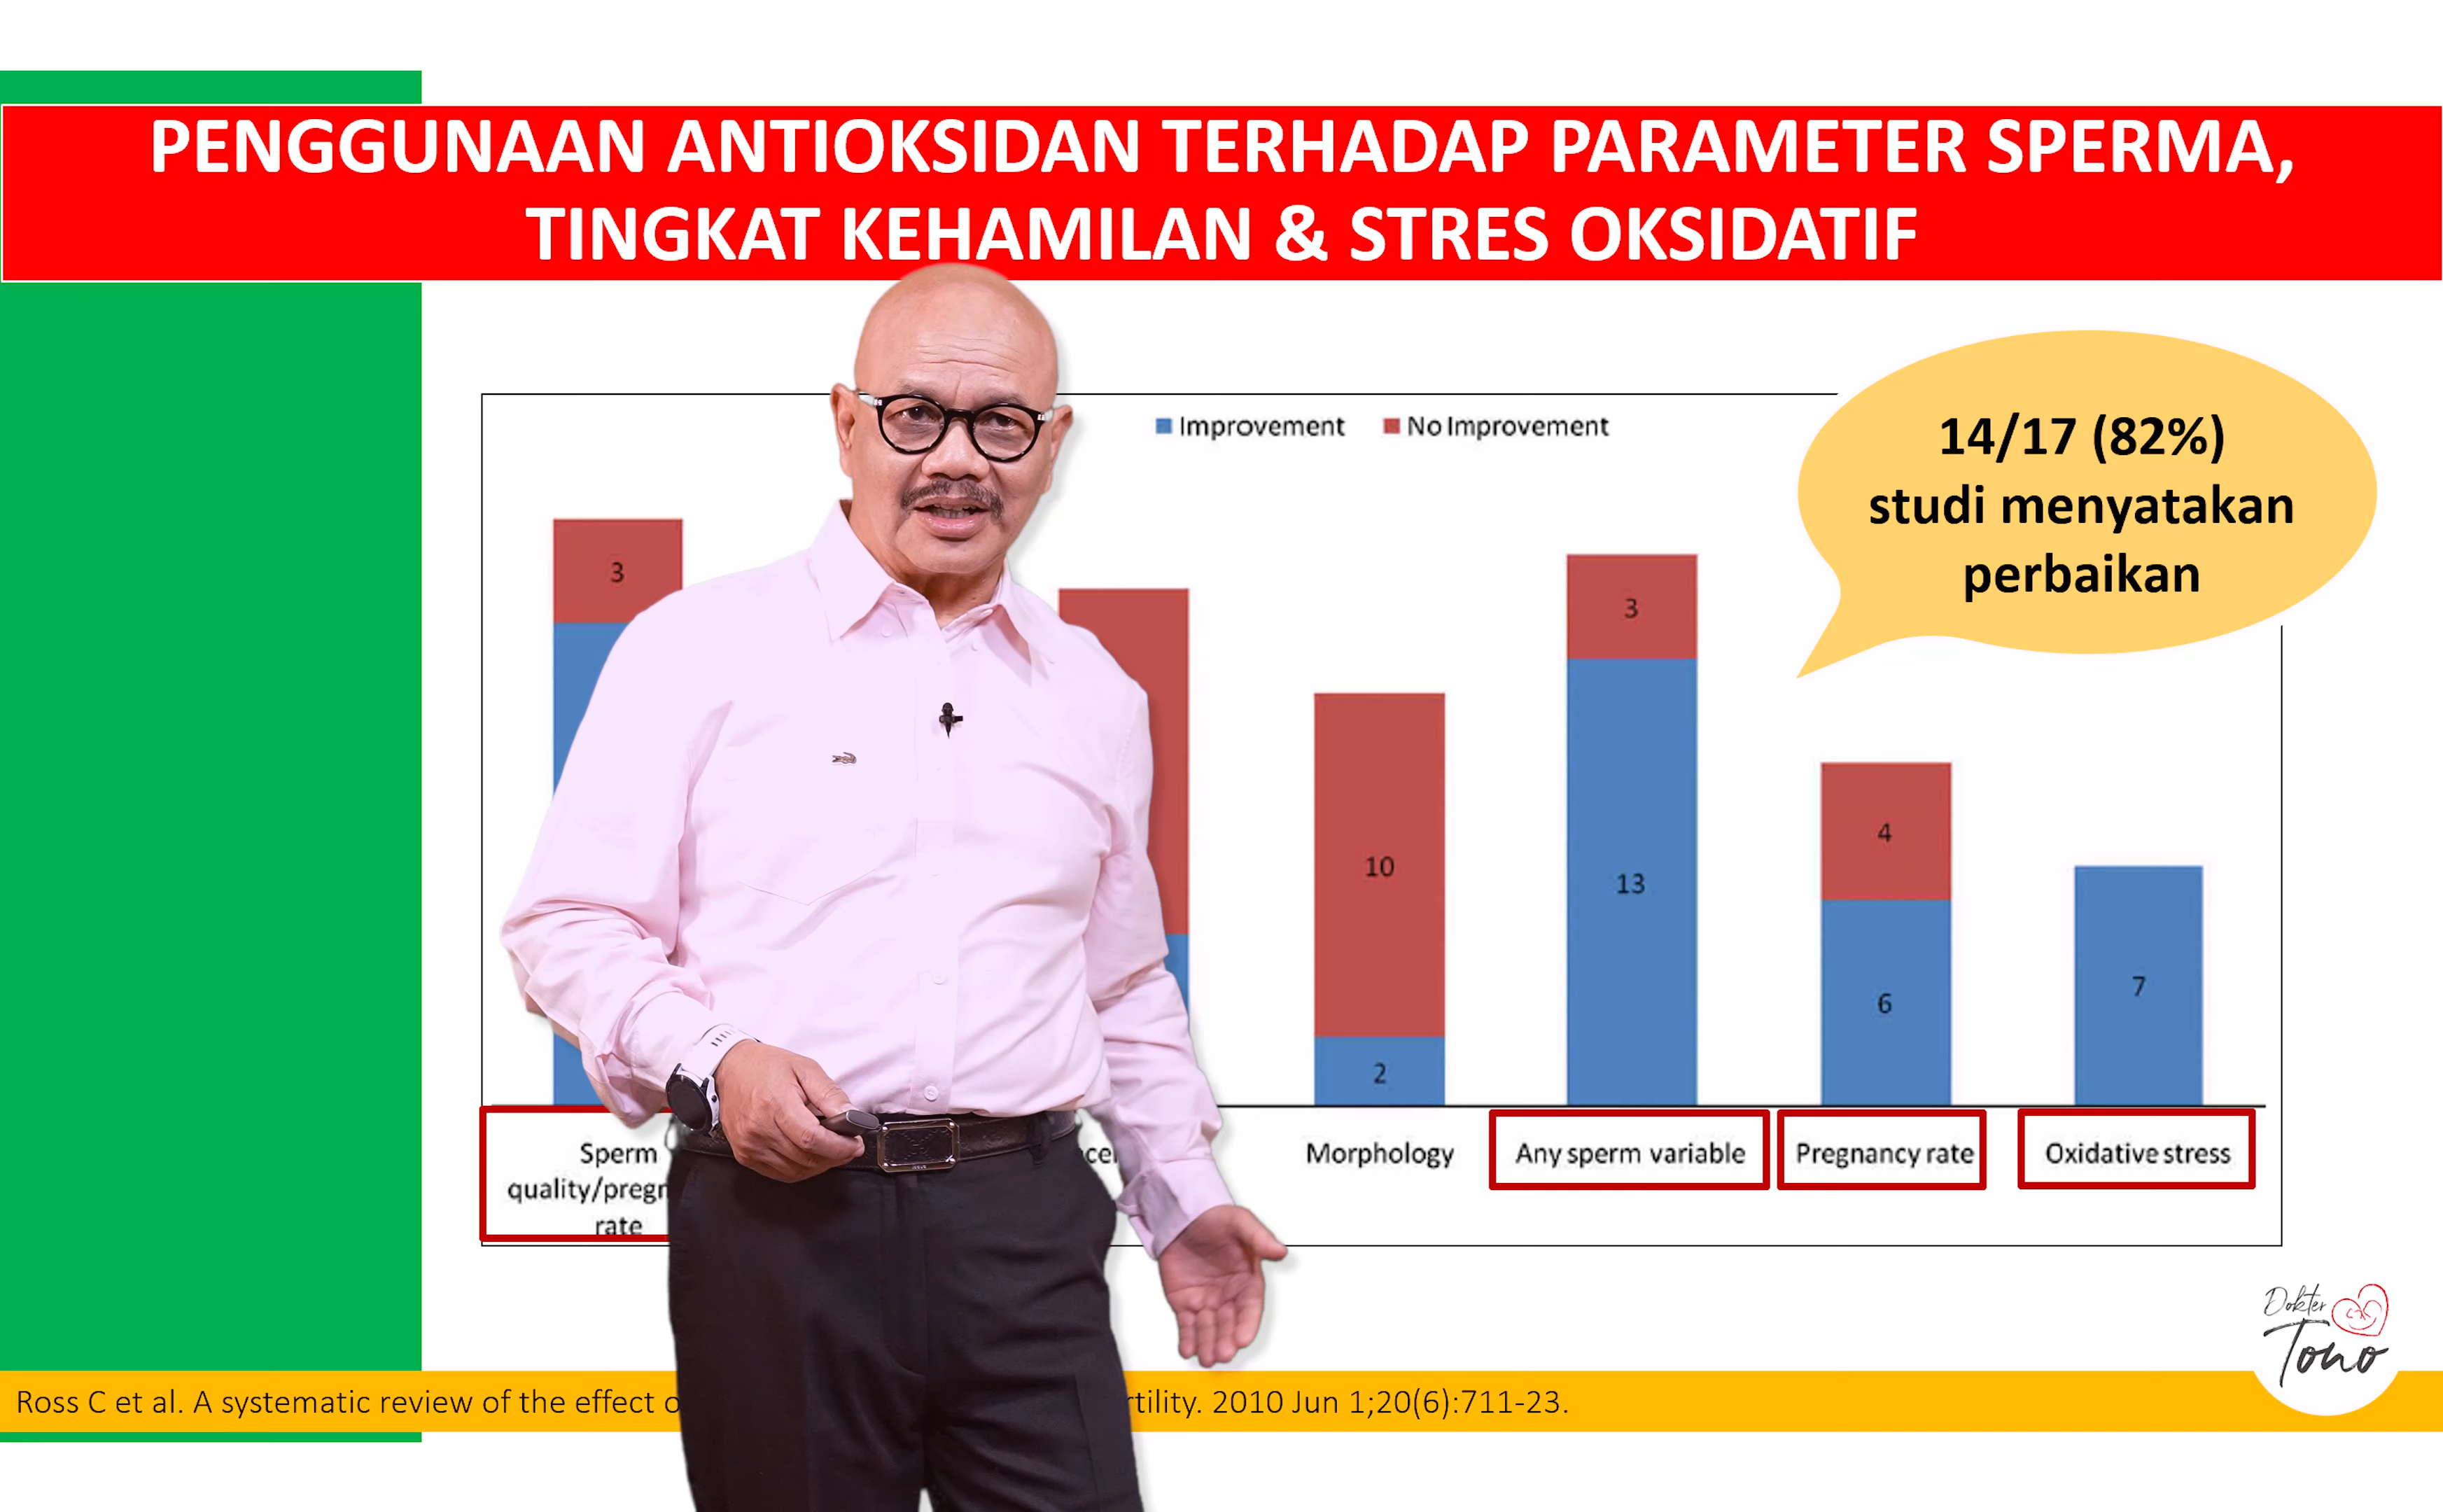 PENGGUNAAN ANTIOKSIDAN TERHADAP PARAMETER SPERMA,
TINGKAT KEHAMILAN & STRES OKSIDATIF
Improvement
No Improvement
14/17 (82%)
studi menyatakan
perbaikan
3
3
10
4
13
6
7
2
Sperm
quality/pregn
rate
Morphology
Any sperm variable
Pregnancy rate
Oxidative stress
Dokter
Tono
Ross C et al. A systematic review of the effect o
rtility. 2010 Jun 1;20(6):711-23.